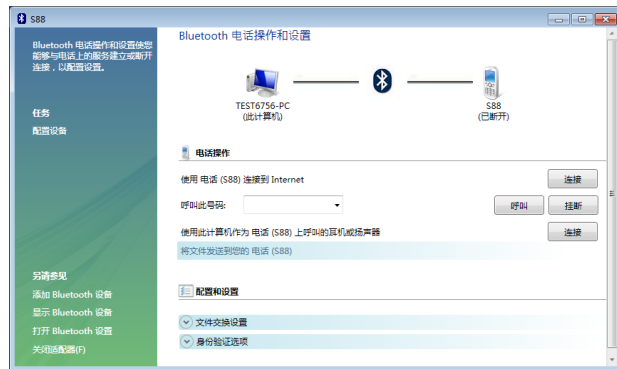 S88
Bluetooth 电话操作和设置使您
能够与电话上的服务建立或断开
连接，以配置设置。
任务
配置设备
另请参见
添加 Bluetooth 设备
显示 Bluetooth 设备
打开 Bluetooth 设置
关闭适配器(F)
Bluetooth 电话操作和设置
TEST6756-PC
(此计算机)
S88
(已断开)
电话操作
使用 电话 (S88) 连接到 Internet
连接
呼叫此号码:
呼叫
挂断
使用此计算机作为 电话 (S88) 上呼叫的耳机或扬声器
连接
将文件发送到您的 电话 (S88)
配置和设置
文件交换设置
身份验证选项